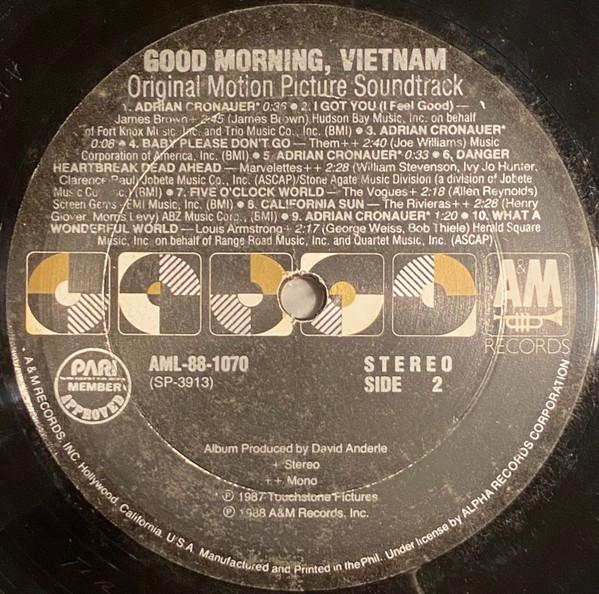 GOOD MORNING, VIETNAM
Original Motion Picture Soundtrack
1. ADRIAN CRONAUER* 0:35 ● 2. I GOT YOU (I Feel Good) —
James Brown + 2:45 (James Brown) Hudson Bay Music, Inc. on behalf
of Fort Knox Music, Inc. and Trio Music Co., Inc. (BMI) ● 3. ADRIAN CRONAUER*
0:08 ● 4. BABY PLEASE DON'T GO — Them ++ 2:40 (Joe Williams) Music
Corporation of America, Inc. (BMI) ● 5. ADRIAN CRONAUER* 0:33 ● 6. DANGER
HEARTBREAK DEAD AHEAD — Marvelettes ++ 2:28 (William Stevenson, Ivy Jo Hunter,
Clarence Paul) Jobete Music Co., Inc. (ASCAP)/Stone Agate Music Division (a division of Jobete
Music Co., Inc.) ● 7. FIVE O'CLOCK WORLD — The Vogues + 2:18 (Allen Reynolds)
Screen Gems/EMI Music, Inc. (BMI) ● 8. CALIFORNIA SUN — The Rivieras ++ 2:28 (Henry
Glover, Morris Levy) ABZ Music Corp., (BMI) ● 9. ADRIAN CRONAUER* 1:20 ● 10. WHAT A
WONDERFUL WORLD — Louis Armstrong + 2:17 (George Weiss, Bob Thiele) Herald Square
Music, Inc. on behalf of Range Road Music, Inc. and Quartet Music, Inc. (ASCAP)
A&M
RECORDS
PARI
MEMBER
APPROVED
AML-88-1070
(SP-3913)
STEREO
SIDE 2
Album Produced by David Anderle
+ Stereo
++ Mono
℗ 1987 Touchstone Pictures
℗ 1988 A&M Records, Inc.
A&M RECORDS, INC. Hollywood, California, U.S.A. Manufactured and Printed in the Phil. Under license by ALPHA RECORDS CORPORATION